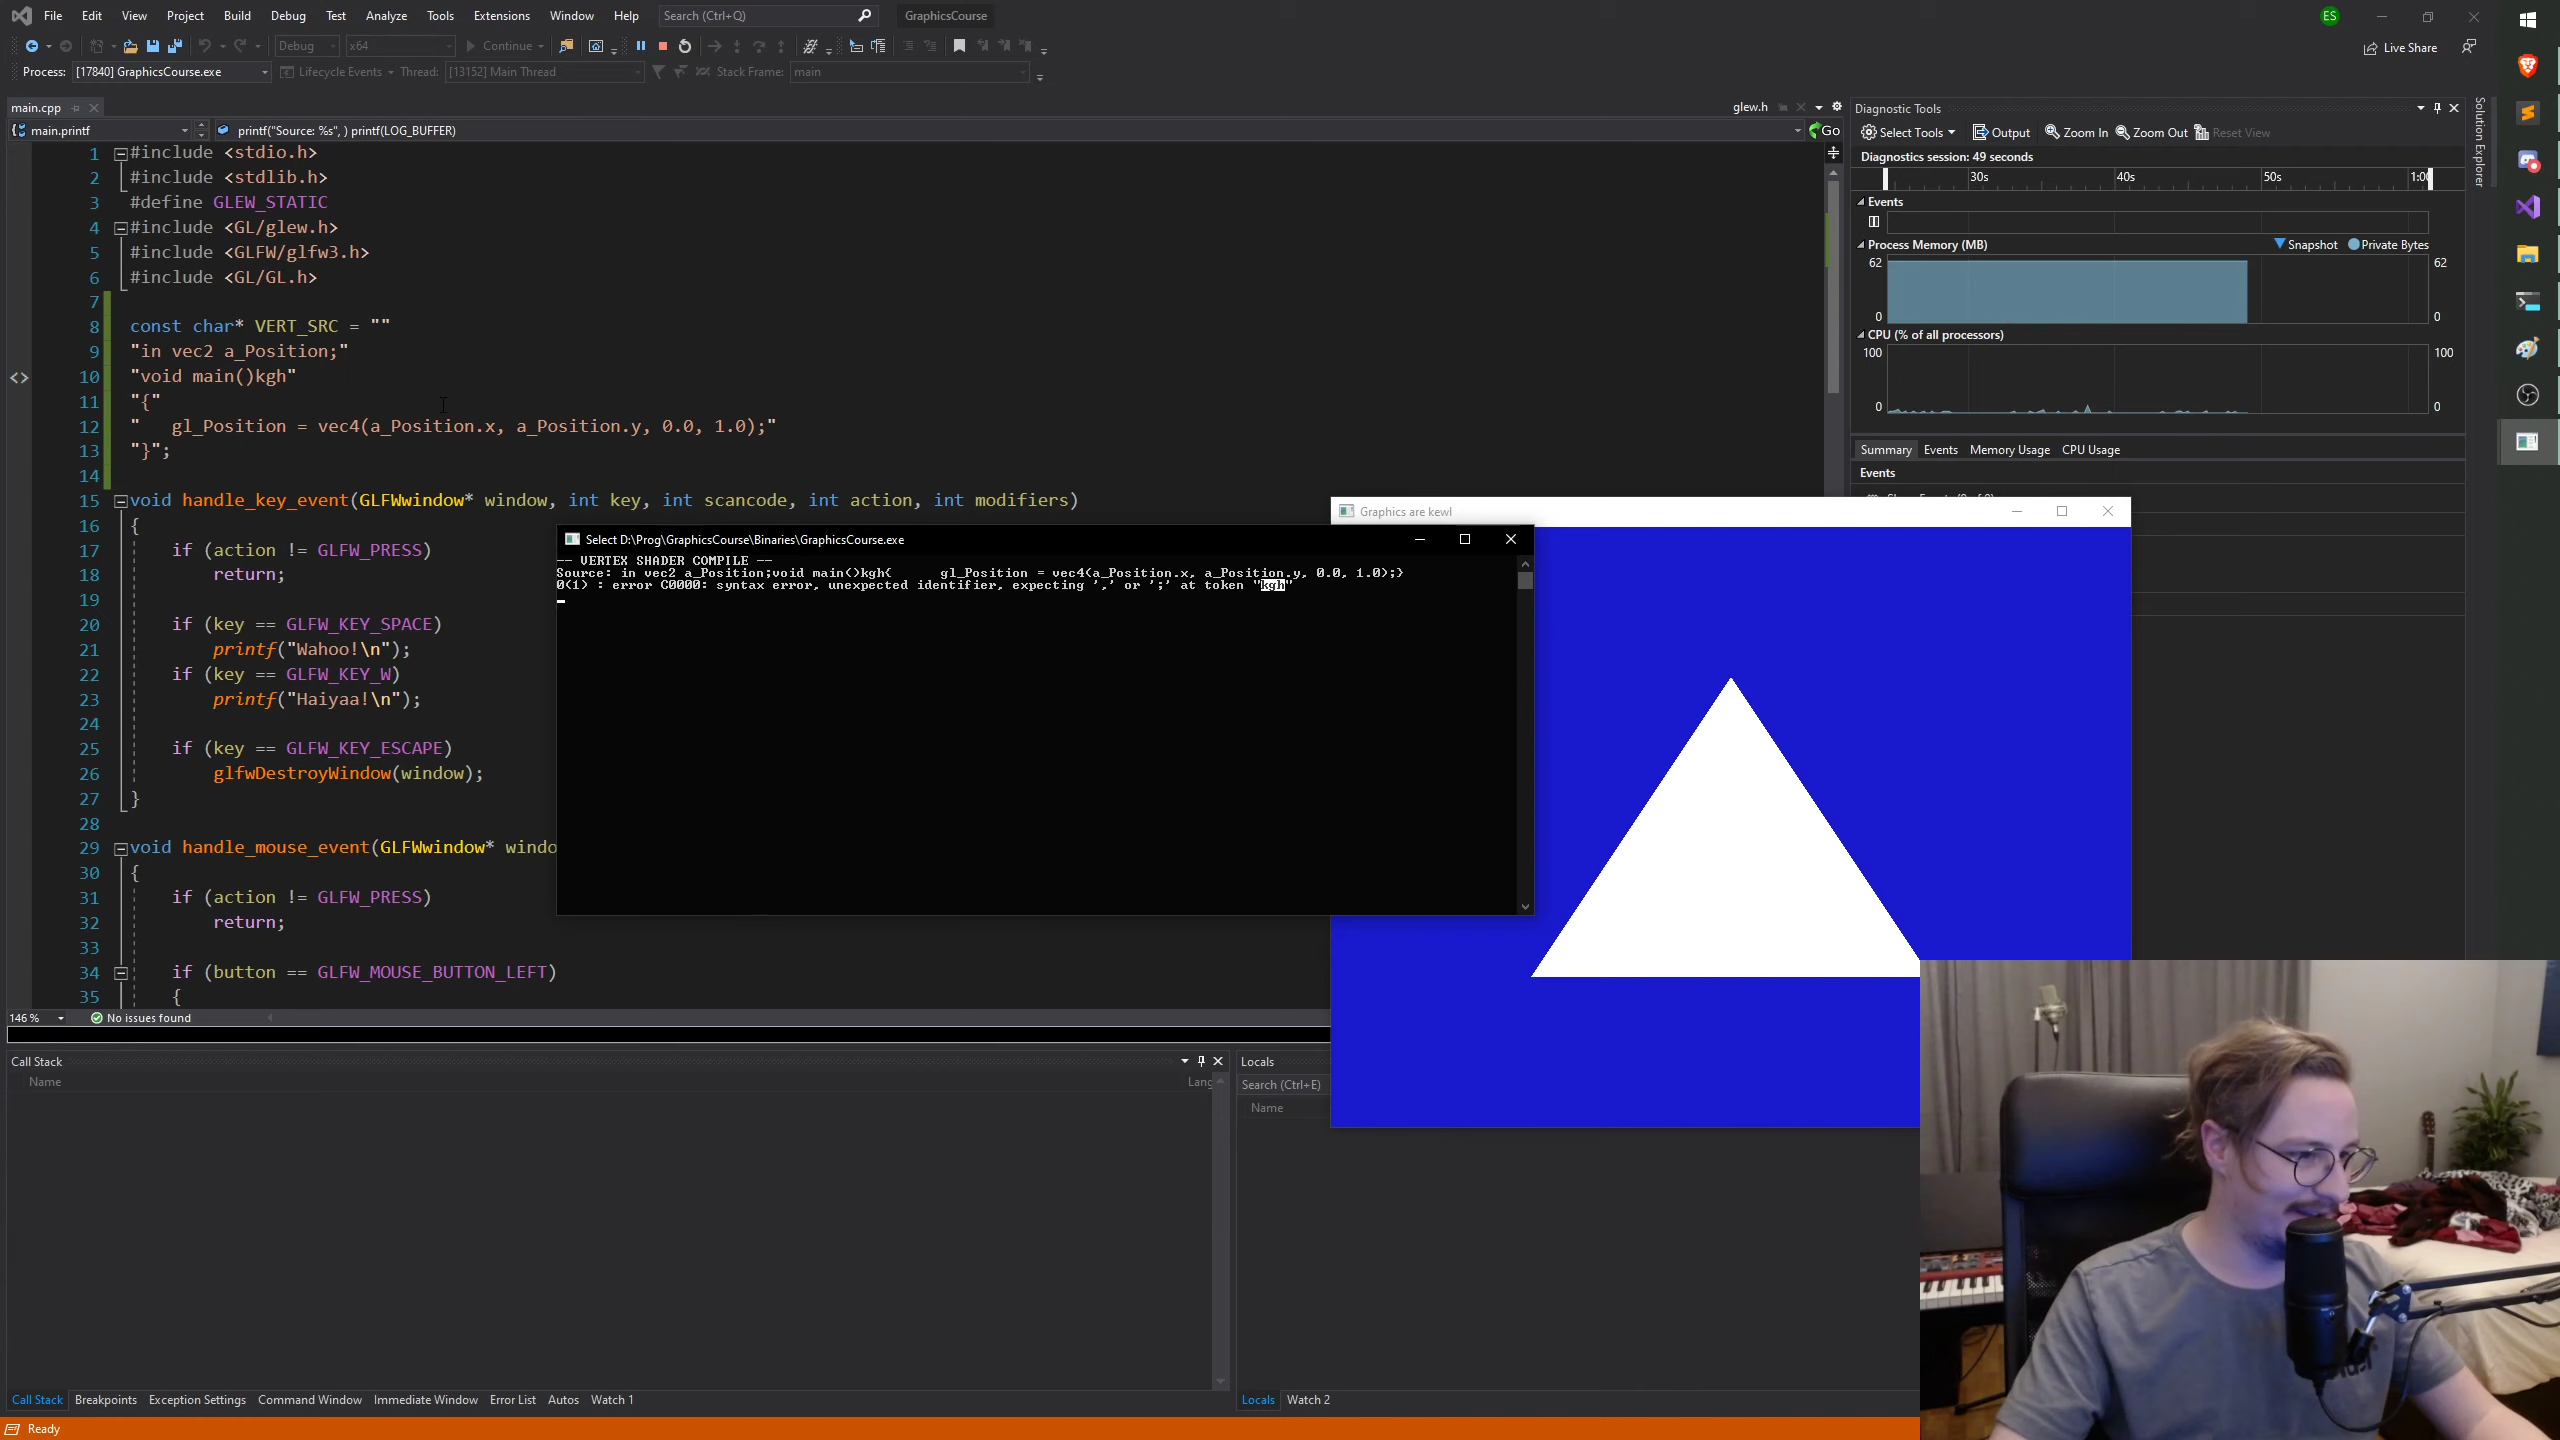 File Edit View Project Build Debug Test Analyze Tools Extensions Window Help Search (Ctrl+Q) GraphicsCourse ES
Debug x64 Continue Live Share
Process: [17840] GraphicsCourse.exe Lifecycle Events Thread: [13152] Main Thread Stack Frame: main
main.cpp glew.h
main.printf printf("Source: %s", ) printf(LOG_BUFFER) Go
1 #include <stdio.h>
2 #include <stdlib.h>
3 #define GLEW_STATIC
4 #include <GL/glew.h>
5 #include <GLFW/glfw3.h>
6 #include <GL/GL.h>
7
8 const char* VERT_SRC = ""
9 "in vec2 a_Position;"
10 "void main()kgh"
11 "{"
12 "   gl_Position = vec4(a_Position.x, a_Position.y, 0.0, 1.0);"
13 "}";
14
15 void handle_key_event(GLFWwindow* window, int key, int scancode, int action, int modifiers)
16 {
17 if (action != GLFW_PRESS)
18 return;
19
20 if (key == GLFW_KEY_SPACE)
21 printf("Wahoo!\n");
22 if (key == GLFW_KEY_W)
23 printf("Haiyaa!\n");
24
25 if (key == GLFW_KEY_ESCAPE)
26 glfwDestroyWindow(window);
27 }
28
29 void handle_mouse_event(GLFWwindow* windo
30 {
31 if (action != GLFW_PRESS)
32 return;
33
34 if (button == GLFW_MOUSE_BUTTON_LEFT)
35 {
146 % No issues found
Select D:\Prog\GraphicsCourse\Binaries\GraphicsCourse.exe
-- VERTEX SHADER COMPILE --
Source: in vec2 a_Position;void main()kgh{   gl_Position = vec4(a_Position.x, a_Position.y, 0.0, 1.0);}
0(1) : error C0000: syntax error, unexpected identifier, expecting ',' or ';' at token "kgh"
Graphics are kewl
Diagnostic Tools
Select Tools Output Zoom In Zoom Out Reset View
Diagnostics session: 49 seconds
30s 40s 50s 1:00
Events
Process Memory (MB) Snapshot Private Bytes
62 62
0 0
CPU (% of all processors)
100 100
0 0
Summary Events Memory Usage CPU Usage
Events
Solution Explorer
Call Stack
Name Lang
Call Stack Breakpoints Exception Settings Command Window Immediate Window Error List Autos Watch 1
Locals
Search (Ctrl+E)
Name
Locals Watch 2
Ready